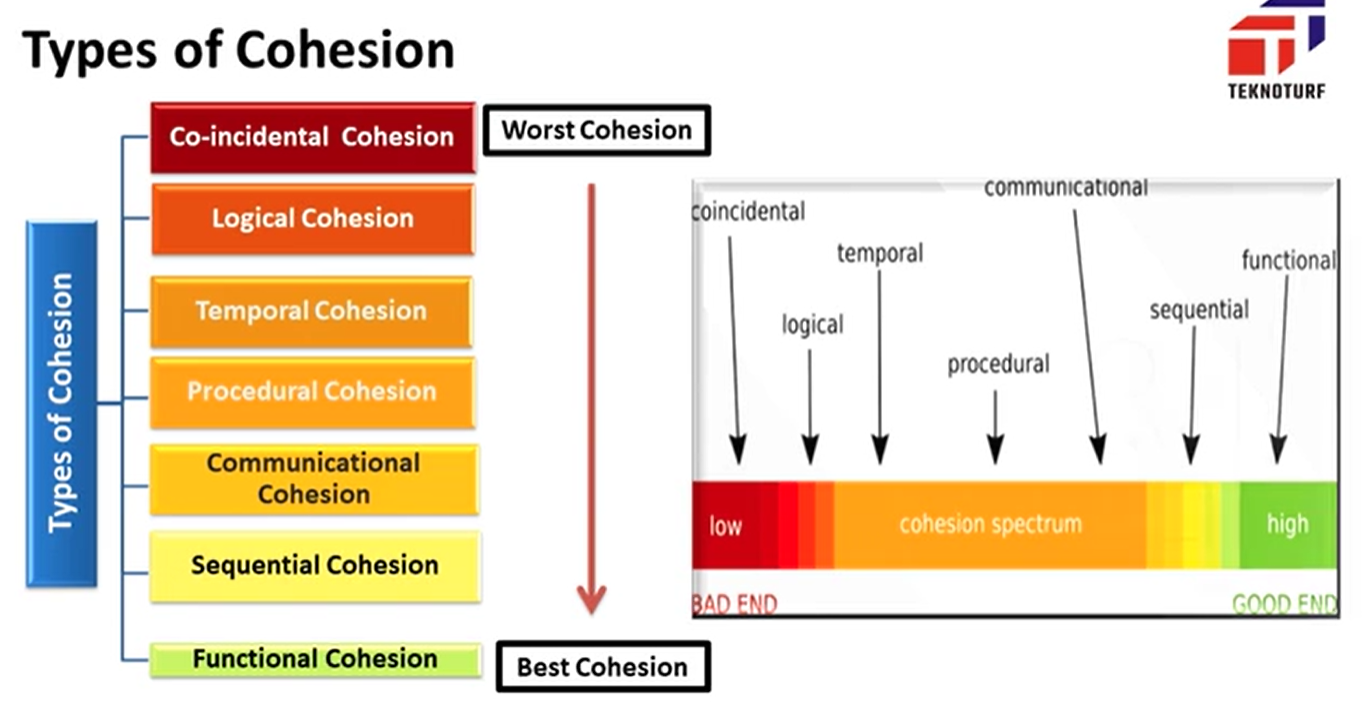 Types of Cohesion
TEKNOTURF
Types of Cohesion
Co-incidental Cohesion
Logical Cohesion
Temporal Cohesion
Procedural Cohesion
Communicational
Cohesion
Sequential Cohesion
Functional Cohesion
Worst Cohesion
Best Cohesion
communicational
coincidental
temporal
functional
sequential
logical
procedural
low
cohesion spectrum
high
BAD END
GOOD END